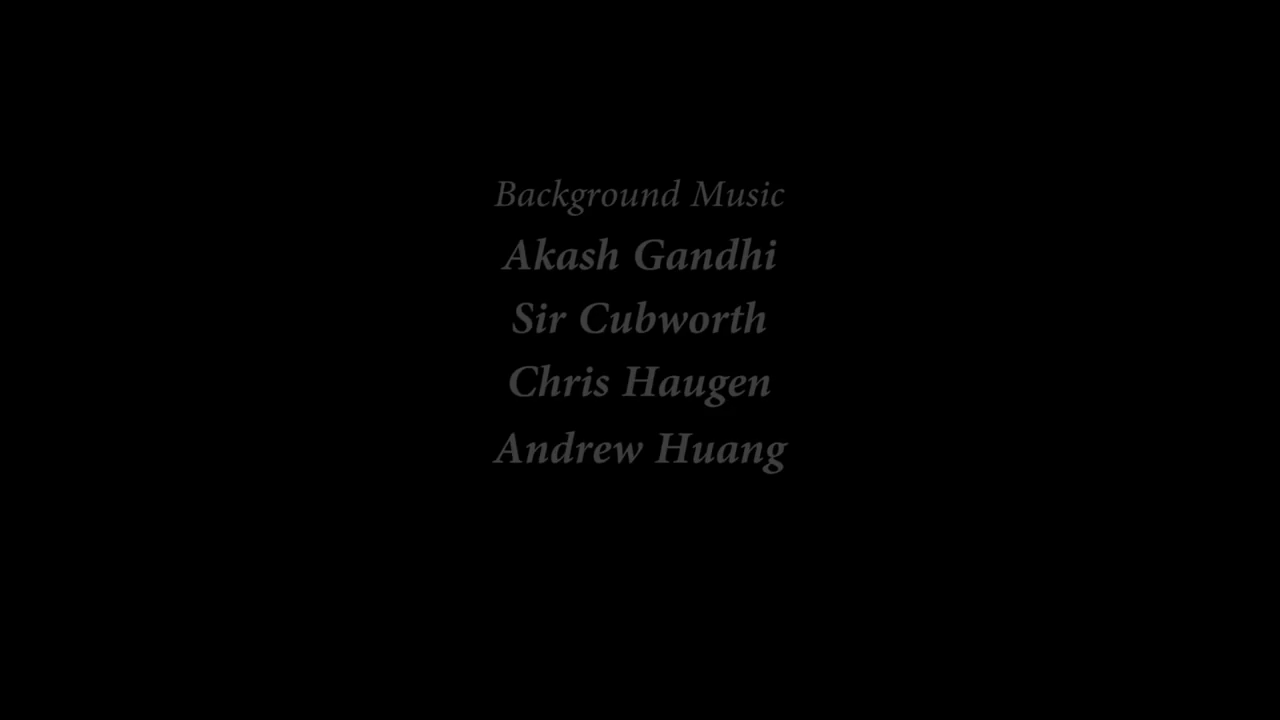 Background Music
Akash Gandhi
Sir Cubworth
Chris Haugen
Andrew Huang